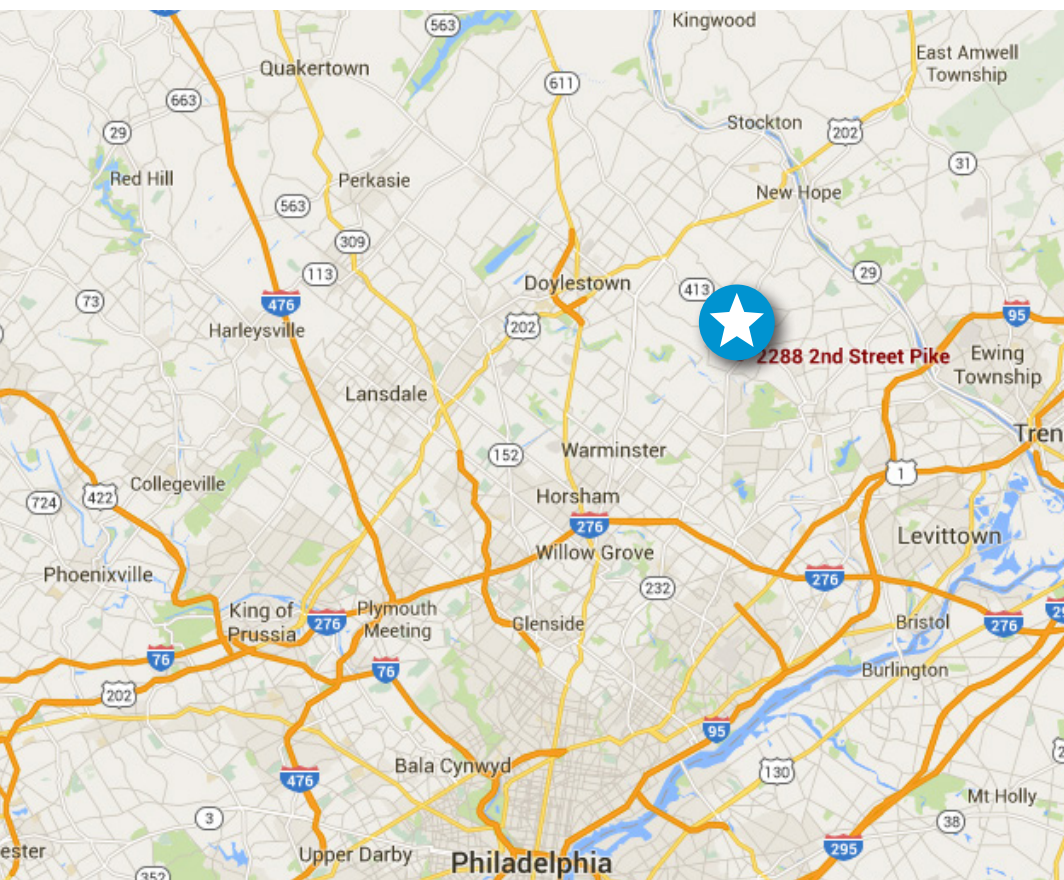 Kingwood
563
East Amwell
Township
Quakertown
611
663
Stockton
202
29
31
Red Hill
Perkasie
New Hope
563
309
113
29
Doylestown
413
73
476
95
Harleysville
202
2288 2nd Street Pike
Ewing
Township
Lansdale
Tren
152
Warminster
1
Collegeville
422
724
Horsham
276
Levittown
Willow Grove
Phoenixville
276
232
King of
Prussia
276
Plymouth
Meeting
Glenside
Bristol
276
76
76
Burlington
202
95
Bala Cynwyd
130
476
Mt Holly
3
38
ester
Upper Darby
Philadelphia
295
352